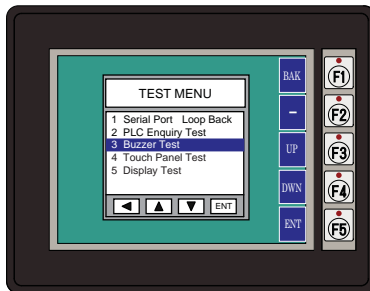 TEST MENU
1 Serial Port Loop Back
2 PLC Enquiry Test
3 Buzzer Test
4 Touch Panel Test
5 Display Test
ENT
BAK
–
UP
DWN
ENT
F1
F2
F3
F4
F5